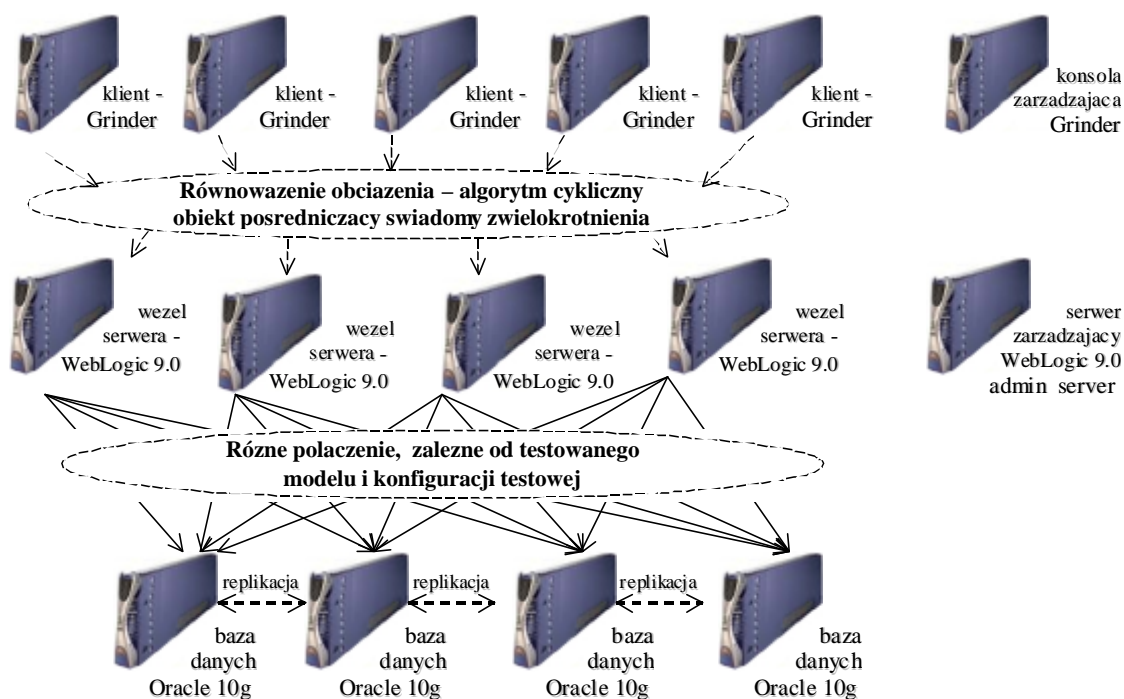 klient -
Grinder
klient -
Grinder
klient -
Grinder
klient -
Grinder
klient -
Grinder
konsola
zarzadzajaca
Grinder
Równowazenie obciazenia – algorytm cykliczny
obiekt posredniczacy swiadomy zwielokrotnienia
wezel
serwera -
WebLogic 9.0
wezel
serwera -
WebLogic 9.0
wezel
serwera -
WebLogic 9.0
wezel
serwera -
WebLogic 9.0
serwer
zarzadzajacy
WebLogic 9.0
admin server
Rózne polaczenie, zalezne od testowanego
modelu i konfiguracji testowej
replikacja
replikacja
replikacja
baza
danych
Oracle 10g
baza
danych
Oracle 10g
baza
danych
Oracle 10g
baza
danych
Oracle 10g